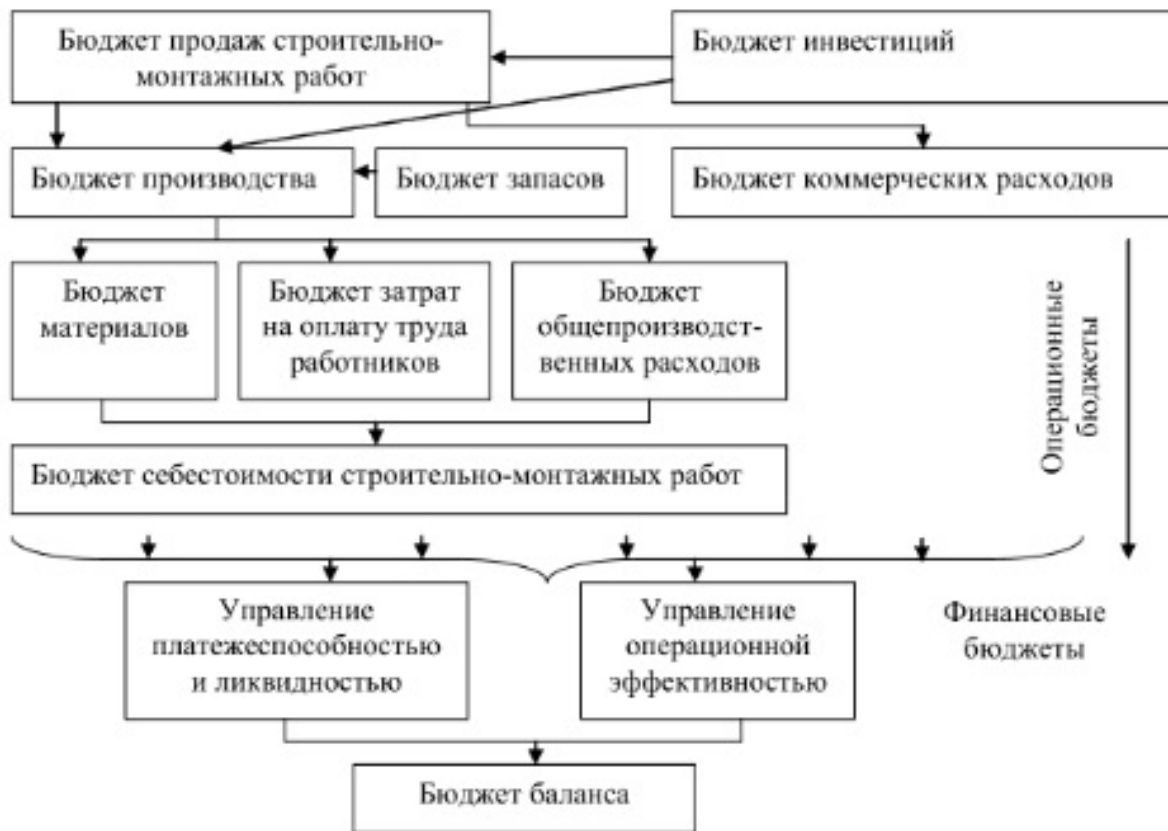 Бюджет продаж строительно-
монтажных работ
Бюджет инвестиций
Бюджет производства
Бюджет запасов
Бюджет коммерческих расходов
Бюджет
материалов
Бюджет затрат
на оплату труда
работников
Бюджет
общепроизводст-
венных расходов
Операционные
бюджеты
Бюджет себестоимости строительно-монтажных работ
Управление
платежеспособностью
и ликвидностью
Управление
операционной
эффективностью
Финансовые
бюджеты
Бюджет баланса